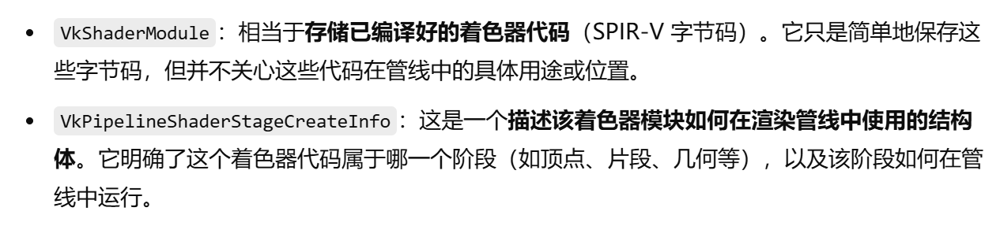 • VkShaderModule：相当于存储已编译好的着色器代码（SPIR-V 字节码）。它只是简单地保存这
些字节码，但并不关心这些代码在管线中的具体用途或位置。
• VkPipelineShaderStageCreateInfo：这是一个描述该着色器模块如何在渲染管线中使用的结构
体。它明确了这个着色器代码属于哪一个阶段（如顶点、片段、几何等），以及该阶段如何在管
线中运行。